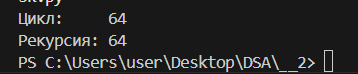 Цикл:     64
Рекурсия: 64
PS C:\Users\user\Desktop\DSA\__2>